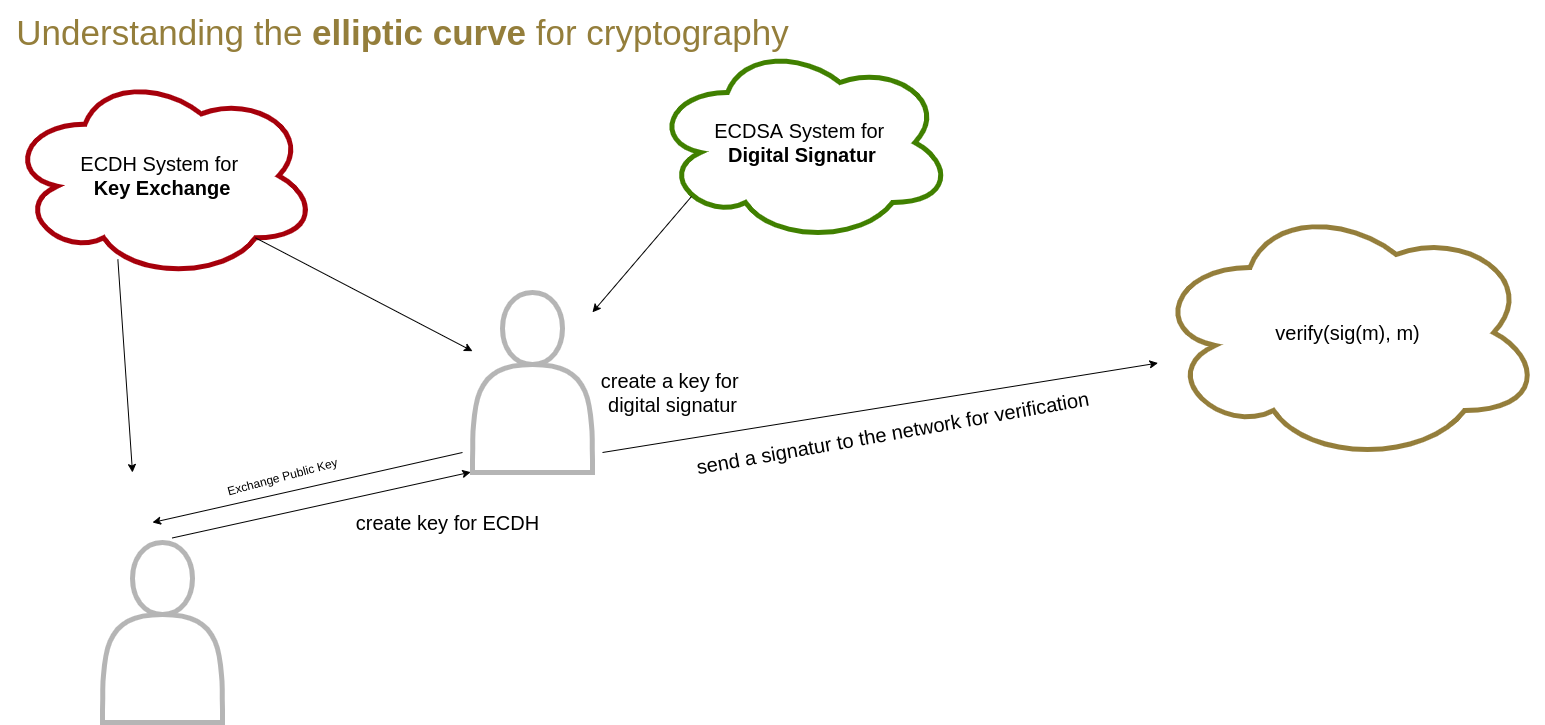 Understanding the elliptic curve for cryptography
ECDH System for
Key Exchange
ECDSA System for
Digital Signatur
verify(sig(m), m)
create a key for
digital signatur
send a signatur to the network for verification
Exchange Public Key
create key for ECDH